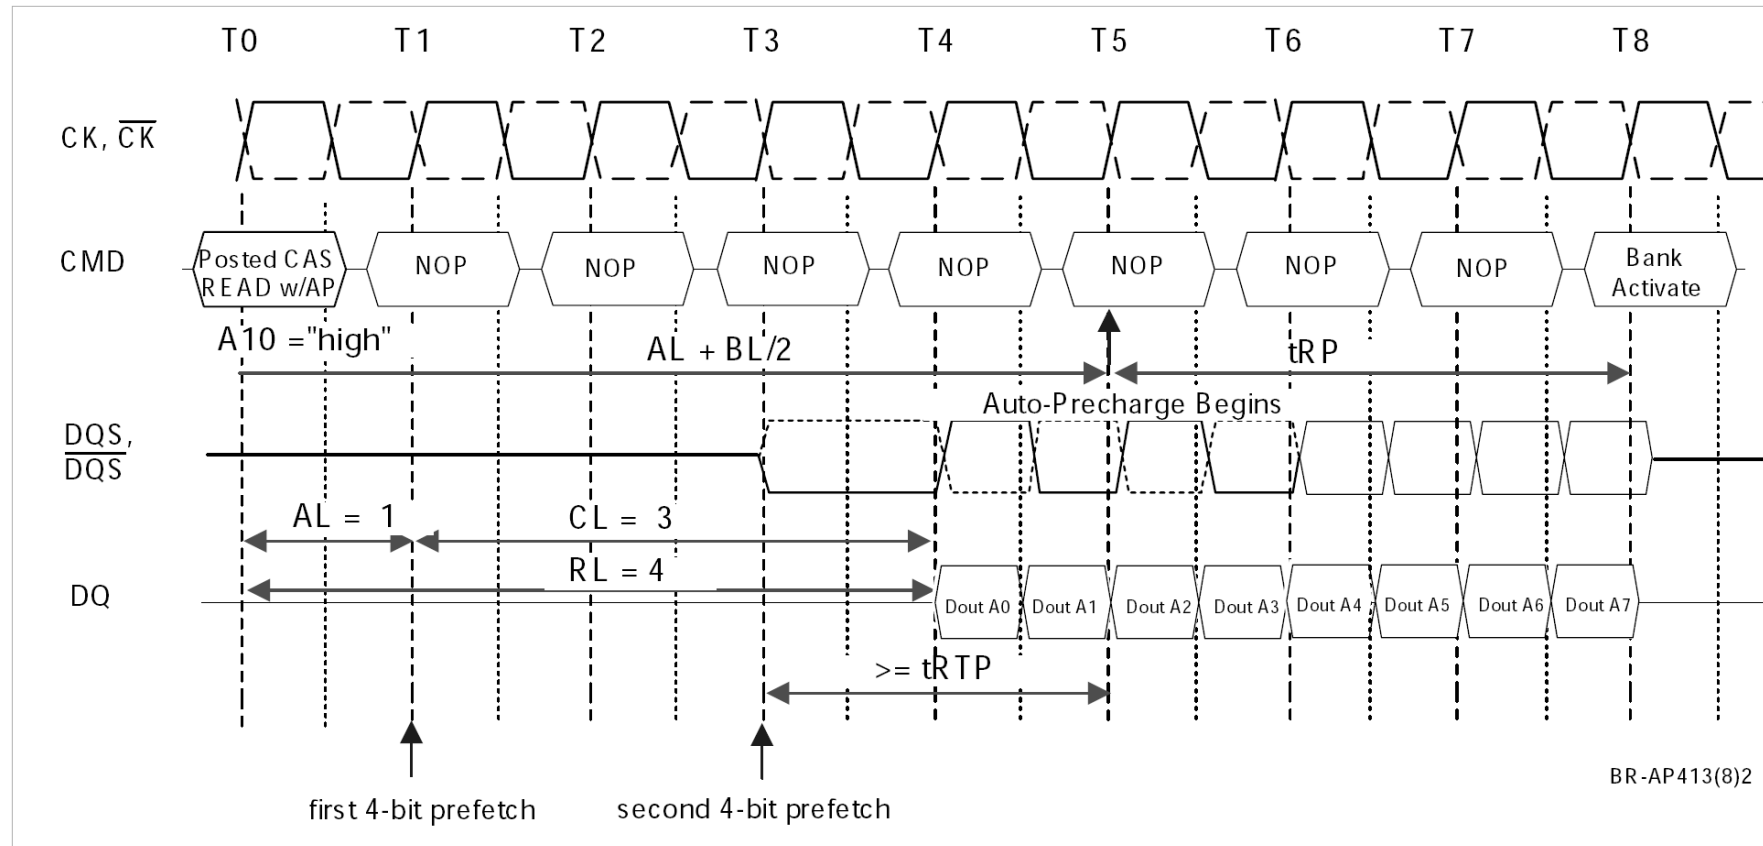 T0 T1 T2 T3 T4 T5 T6 T7 T8
CK, CK
CMD
Posted CAS
READ w/AP
NOP NOP NOP NOP NOP NOP NOP
Bank
Activate
A10 ="high"
AL + BL/2
tRP
Auto-Precharge Begins
DQS,
DQS
AL = 1
CL = 3
RL = 4
DQ
Dout A0 Dout A1 Dout A2 Dout A3 Dout A4 Dout A5 Dout A6 Dout A7
>= tRTP
BR-AP413(8)2
first 4-bit prefetch
second 4-bit prefetch